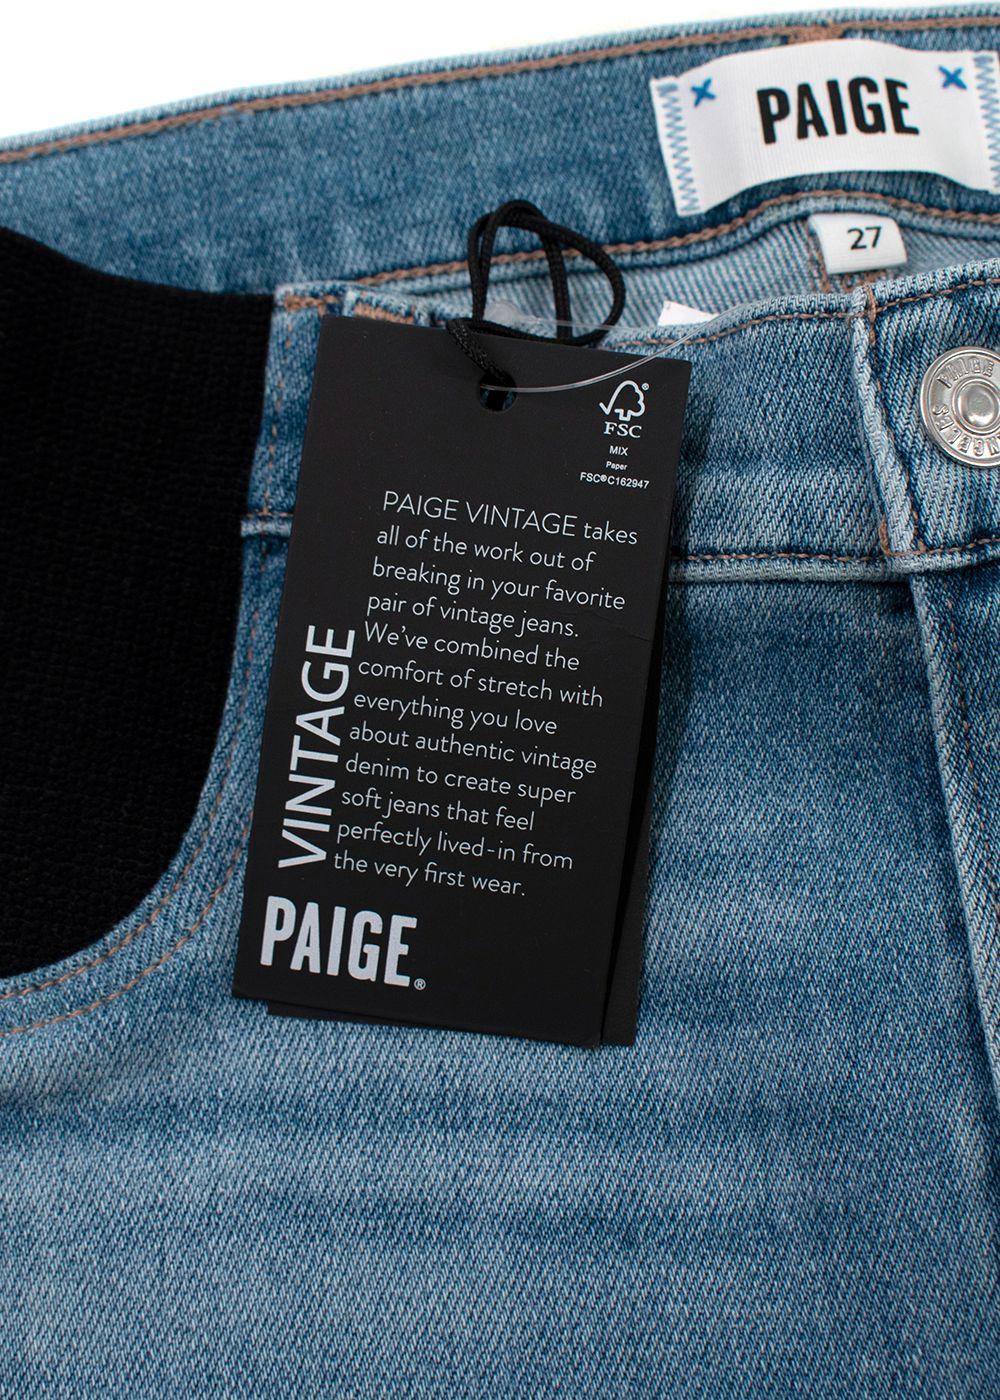 PAIGE
27
PAIGE
ANGELES
FSC®
MIX
Paper
FSC®C162947
PAIGE VINTAGE takes
all of the work out of
breaking in your favorite
pair of vintage jeans.
We've combined the
comfort of stretch with
everything you love
about authentic vintage
denim to create super
soft jeans that feel
perfectly lived-in from
the very first wear.
VINTAGE
PAIGE®